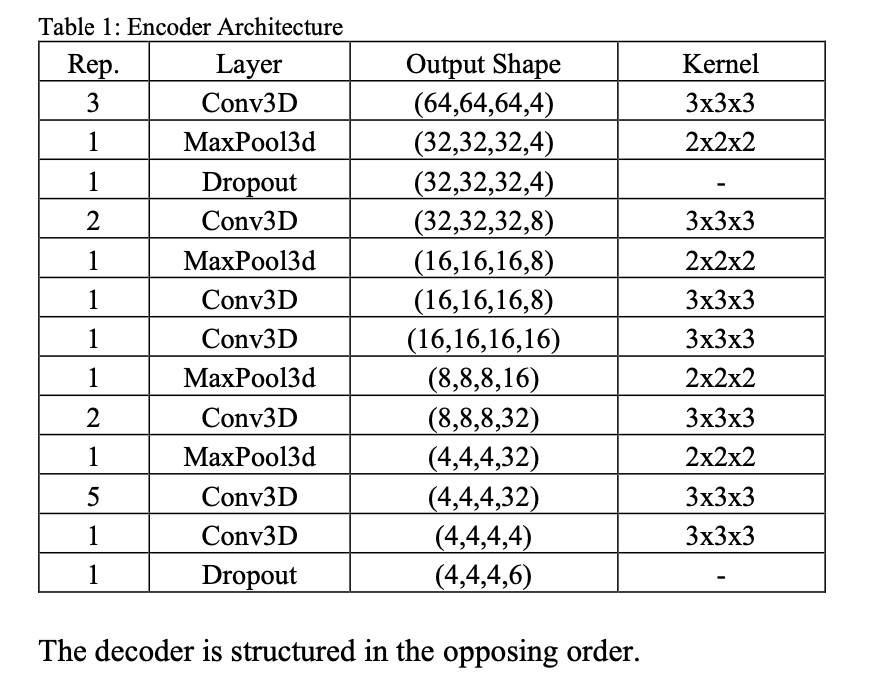 Table 1: Encoder Architecture
Rep. Layer Output Shape Kernel
3 Conv3D (64,64,64,4) 3x3x3
1 MaxPool3d (32,32,32,4) 2x2x2
1 Dropout (32,32,32,4) -
2 Conv3D (32,32,32,8) 3x3x3
1 MaxPool3d (16,16,16,8) 2x2x2
1 Conv3D (16,16,16,8) 3x3x3
1 Conv3D (16,16,16,16) 3x3x3
1 MaxPool3d (8,8,8,16) 2x2x2
2 Conv3D (8,8,8,32) 3x3x3
1 MaxPool3d (4,4,4,32) 2x2x2
5 Conv3D (4,4,4,32) 3x3x3
1 Conv3D (4,4,4,4) 3x3x3
1 Dropout (4,4,4,6) -
The decoder is structured in the opposing order.